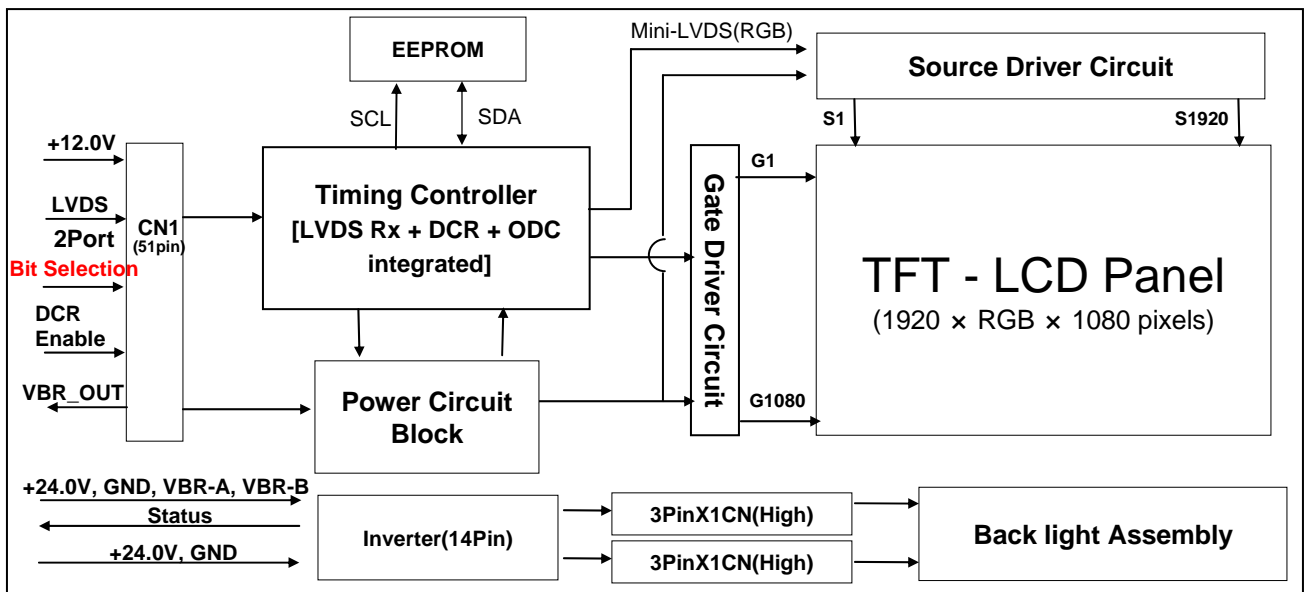 EEPROM
Mini-LVDS(RGB)
Source Driver Circuit
SCL
SDA
S1
S1920
+12.0V
LVDS
2Port
Bit Selection
DCR
Enable
VBR_OUT
CN1
(51pin)
Timing Controller
[LVDS Rx + DCR + ODC
integrated]
Power Circuit
Block
Gate Driver Circuit
G1
G1080
TFT - LCD Panel
(1920 × RGB × 1080 pixels)
+24.0V, GND, VBR-A, VBR-B
Status
+24.0V, GND
Inverter(14Pin)
3PinX1CN(High)
3PinX1CN(High)
Back light Assembly